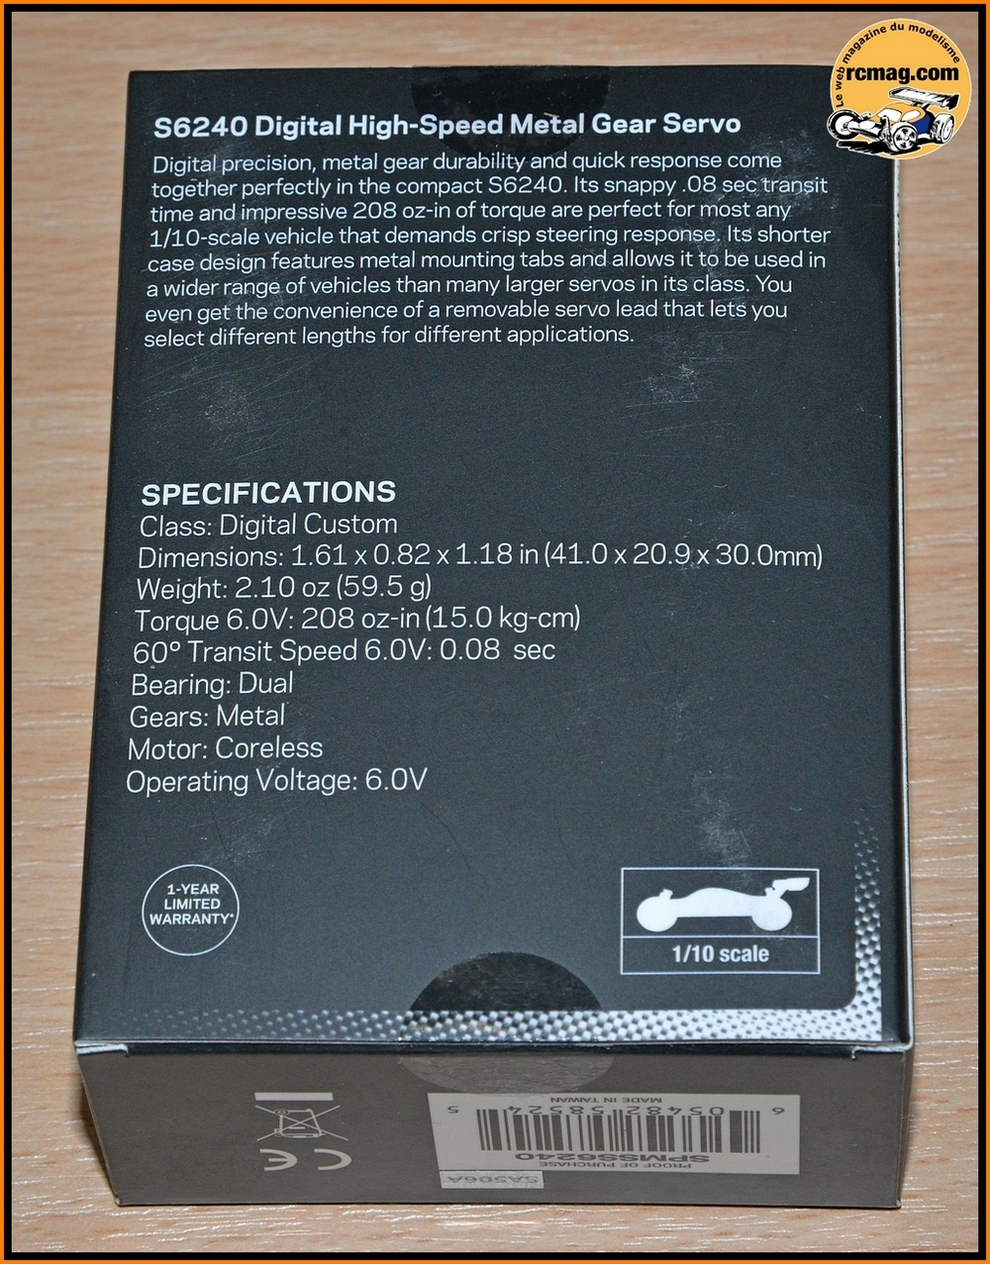 Le web magazine du modelisme
rcmag.com
S6240 Digital High-Speed Metal Gear Servo
Digital precision, metal gear durability and quick response come
together perfectly in the compact S6240. Its snappy .08 sec transit
time and impressive 208 oz-in of torque are perfect for most any
1/10-scale vehicle that demands crisp steering response. Its shorter
case design features metal mounting tabs and allows it to be used in
a wider range of vehicles than many larger servos in its class. You
even get the convenience of a removable servo lead that lets you
select different lengths for different applications.
SPECIFICATIONS
Class: Digital Custom
Dimensions: 1.61 x 0.82 x 1.18 in (41.0 x 20.9 x 30.0mm)
Weight: 2.10 oz (59.5 g)
Torque 6.0V: 208 oz-in (15.0 kg-cm)
60° Transit Speed 6.0V: 0.08 sec
Bearing: Dual
Gears: Metal
Motor: Coreless
Operating Voltage: 6.0V
1-YEAR
LIMITED
WARRANTY*
1/10 scale
SA506A
PROOF OF PURCHASE
SPMSS6240
6 05482 58524 5
MADE IN TAIWAN
CE